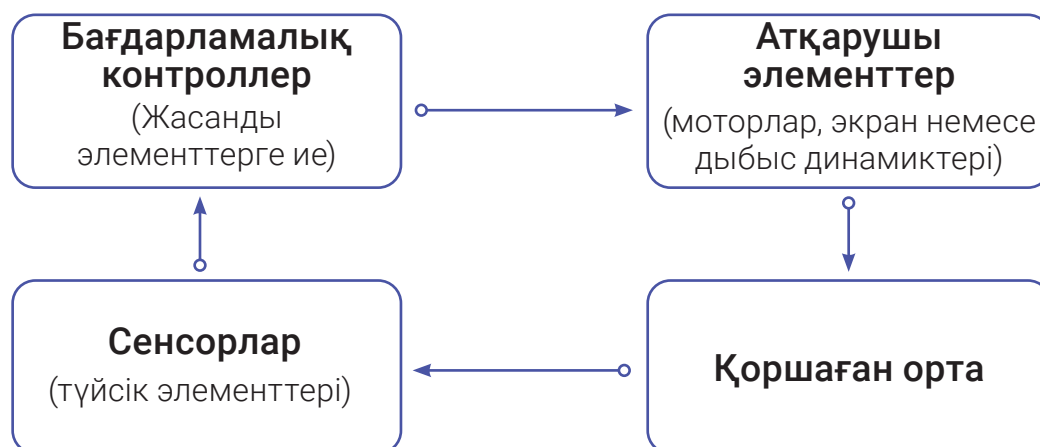 Бағдарламалық
контроллер
(Жасанды
элементтерге ие)
Атқарушы
элементтер
(моторлар, экран немесе
дыбыс динамиктері)
Сенсорлар
(түйсік элементтері)
Қоршаған орта